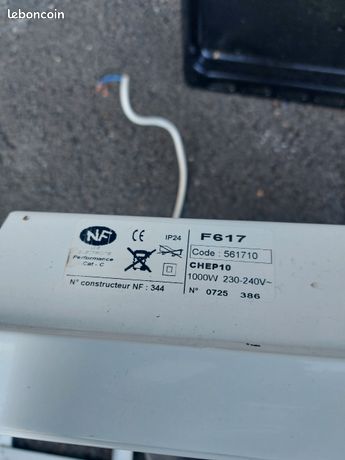 leboncoin
NF
CE
IP24
F617
Code : 561710
Performance
Cat - C
CHEP10
1000W 230-240V~
N° constructeur NF : 344
N° 0725 386